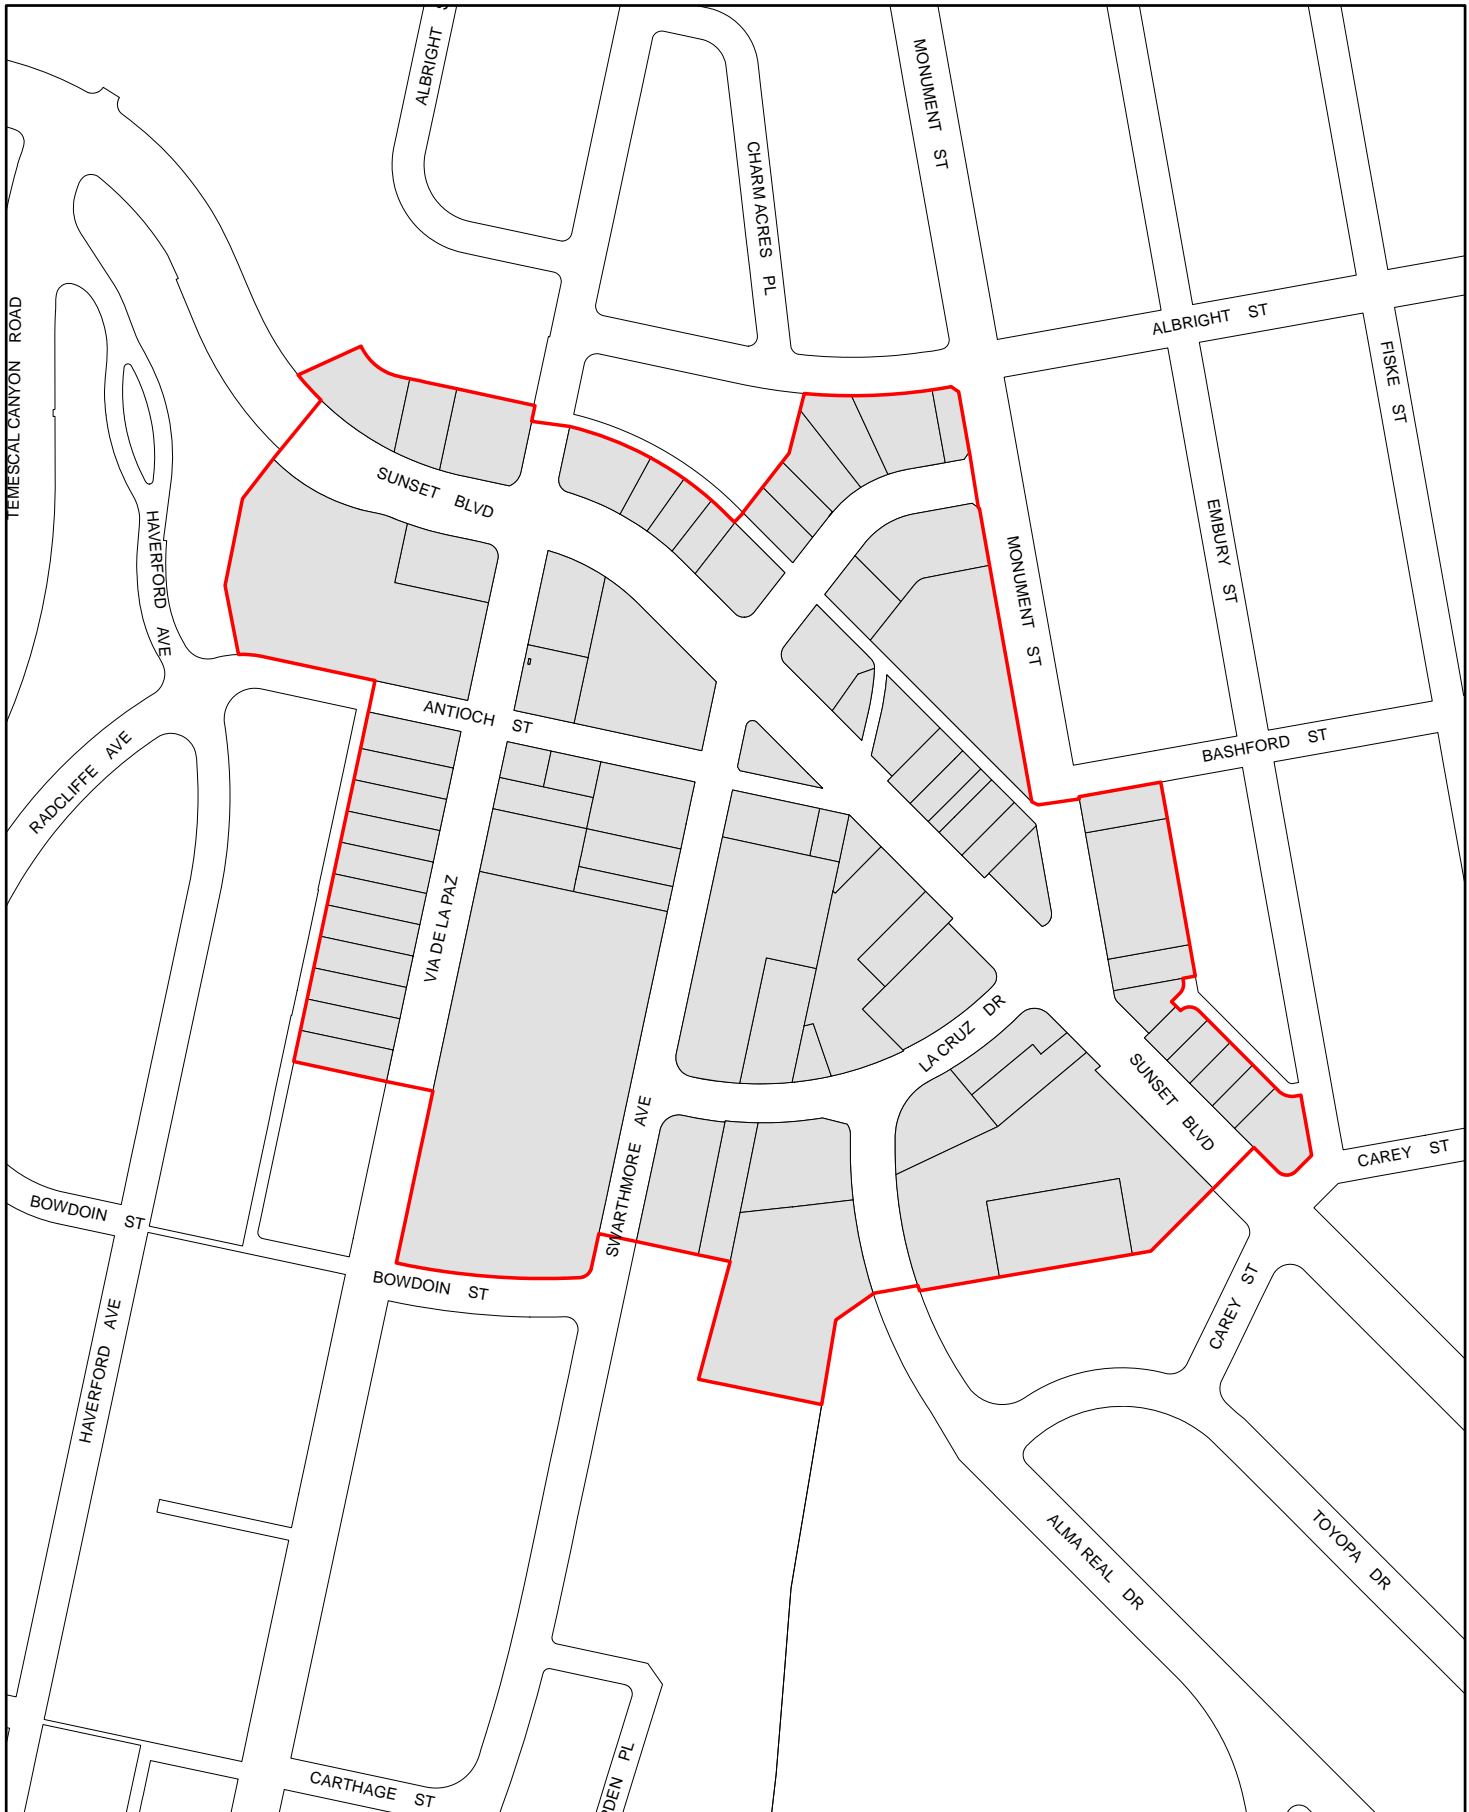 ALBRIGHT
MONUMENT ST
CHARM ACRES PL
TEMESCAL CANYON ROAD
ALBRIGHT ST
FISKE ST
SUNSET BLVD
HAVERFORD AVE
EMBURY ST
MONUMENT ST
ANTIOCH ST
BASHFORD ST
RADCLIFFE AVE
VIA DE LA PAZ
LA CRUZ DR
SUNSET BLVD
SWARTHMORE AVE
CAREY ST
BOWDOIN ST
BOWDOIN ST
CAREY ST
HAVERFORD AVE
ALMA REAL DR
TOYOPA DR
CARTHAGE ST
DEN PL